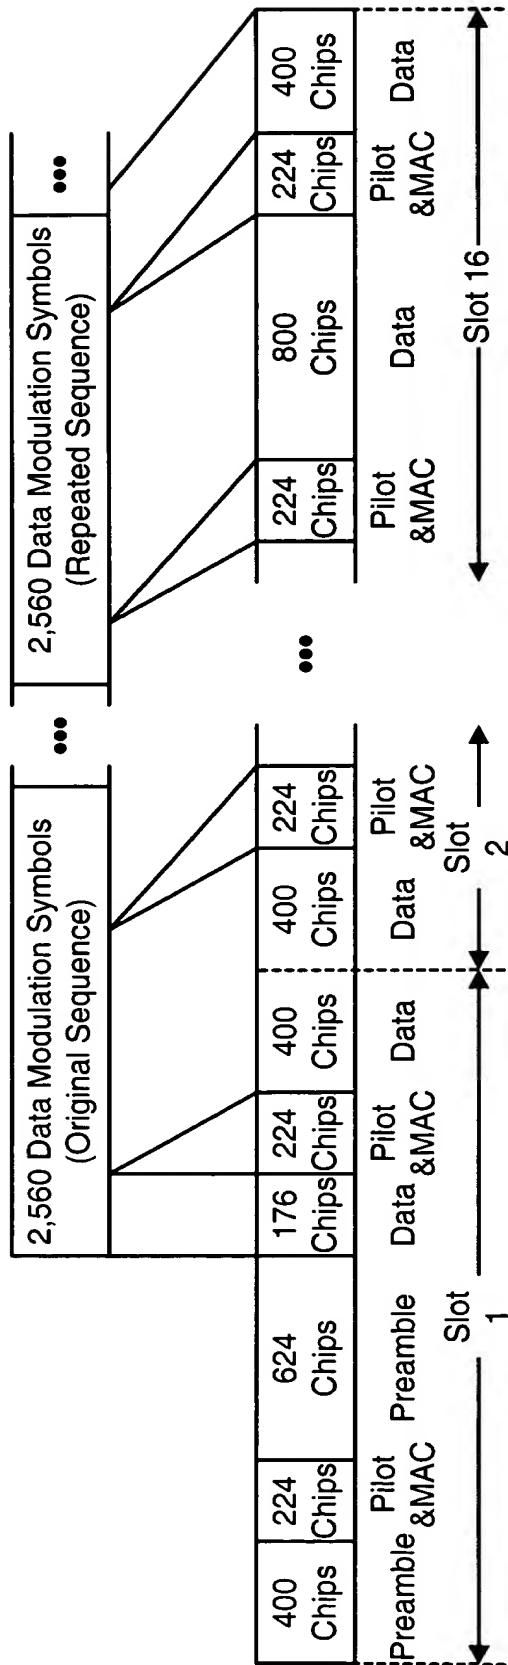 2,560 Data Modulation Symbols
(Original Sequence)
•••
2,560 Data Modulation Symbols
(Repeated Sequence)
•••
400
Chips
224
Chips
624
Chips
176
Chips
224
Chips
400
Chips
400
Chips
224
Chips
•••
224
Chips
800
Chips
224
Chips
400
Chips
Preamble
Pilot
&MAC
Preamble
Data
Pilot
&MAC
Data
Data
Pilot
&MAC
Pilot
&MAC
Data
Pilot
&MAC
Data
Slot
1
Slot
2
Slot 16